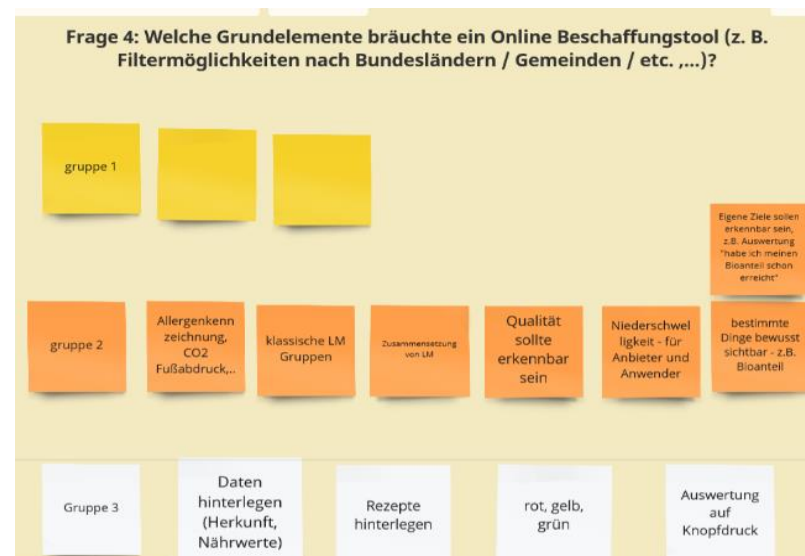 Frage 4: Welche Grundelemente bräuchte ein Online Beschaffungstool (z. B.
Filtermöglichkeiten nach Bundesländern / Gemeinden / etc. ,...)?
gruppe 1
Eigene Ziele sollen
erkennbar sein,
z.B. Auswertung
"habe ich meinen
Bioanteil schon
erreicht"
gruppe 2
Allergenkenn
zeichnung,
CO2
Fußabdruck,..
klassische LM
Gruppen
Zusammensetzung
von LM
Qualität
sollte
erkennbar
sein
Niederschwel
ligkeit - für
Anbieter und
Anwender
bestimmte
Dinge bewusst
sichtbar - z.B.
Bioanteil
Gruppe 3
Daten
hinterlegen
(Herkunft,
Nährwerte)
Rezepte
hinterlegen
rot, gelb,
grün
Auswertung
auf
Knopfdruck